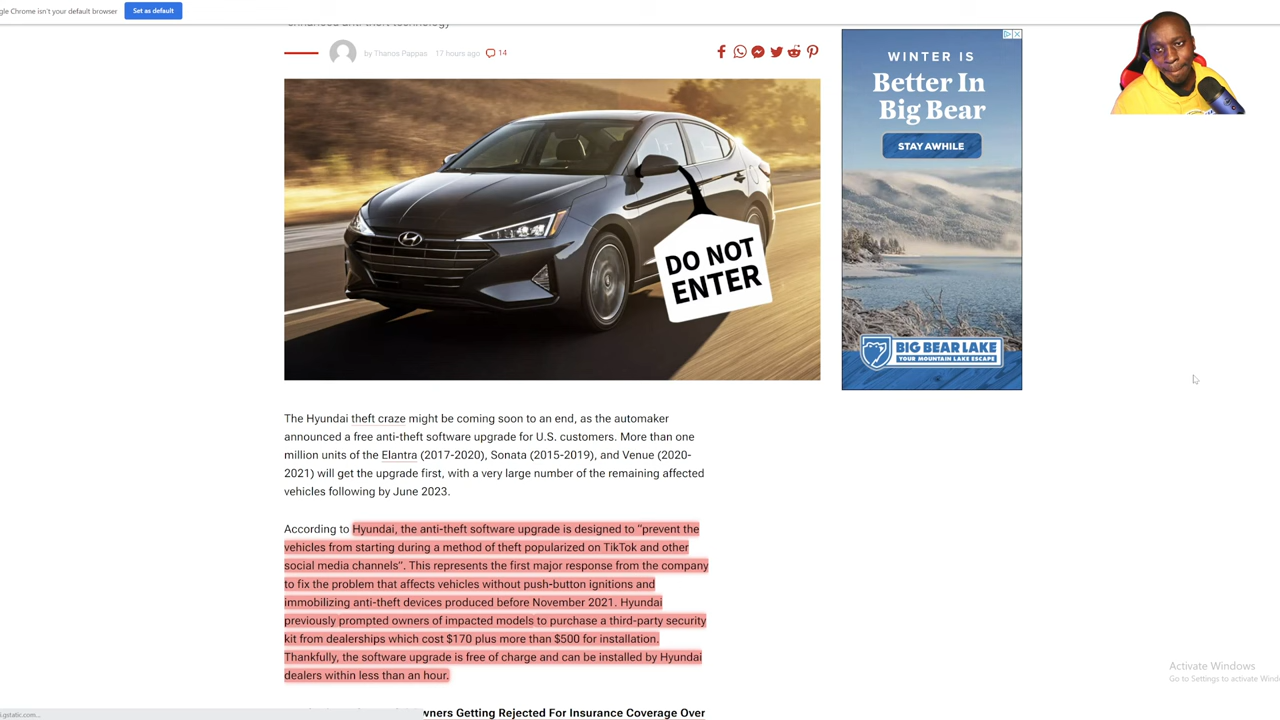 gle Chrome isn't your default browser
Set as default
enhanced anti-theft technology
by Thanos Pappas
17 hours ago
14
DO NOT
ENTER
WINTER IS
Better In
Big Bear
STAY AWHILE
BIG BEAR LAKE
YOUR MOUNTAIN LAKE ESCAPE
The Hyundai theft craze might be coming soon to an end, as the automaker
announced a free anti-theft software upgrade for U.S. customers. More than one
million units of the Elantra (2017-2020), Sonata (2015-2019), and Venue (2020-
2021) will get the upgrade first, with a very large number of the remaining affected
vehicles following by June 2023.
According to Hyundai, the anti-theft software upgrade is designed to "prevent the
vehicles from starting during a method of theft popularized on TikTok and other
social media channels". This represents the first major response from the company
to fix the problem that affects vehicles without push-button ignitions and
immobilizing anti-theft devices produced before November 2021. Hyundai
previously prompted owners of impacted models to purchase a third-party security
kit from dealerships which cost $170 plus more than $500 for installation.
Thankfully, the software upgrade is free of charge and can be installed by Hyundai
dealers within less than an hour.
wners Getting Rejected For Insurance Coverage Over
Activate Windows
Go to Settings to activate Wind
i.gstatic.com...